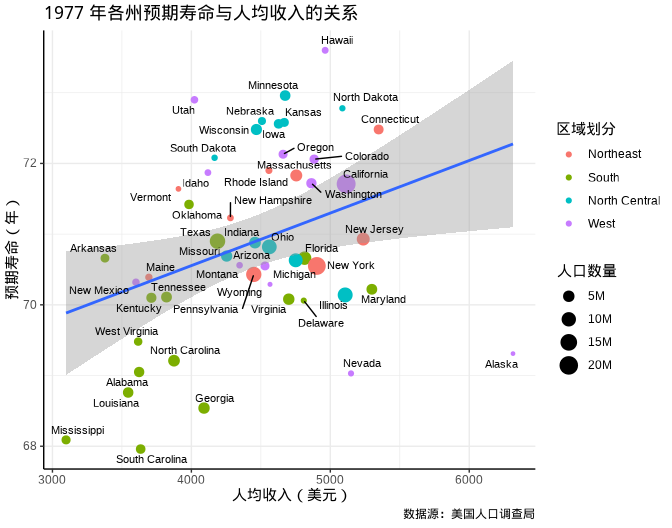 1977 年各州预期寿命与人均收入的关系
Hawaii
Minnesota
North Dakota
Utah
Nebraska
Kansas
Connecticut
Wisconsin
Iowa
South Dakota
Oregon
Colorado
Massachusetts
Idaho
Rhode Island
California
Vermont
New Hampshire
Washington
Oklahoma
Texas
Indiana
Ohio
New Jersey
Arkansas
Missouri
Arizona
Florida
Maine
Montana
Michigan
New York
New Mexico
Tennessee
Wyoming
Kentucky
Pennsylvania
Virginia
Illinois
Maryland
Delaware
West Virginia
North Carolina
Nevada
Alaska
Alabama
Louisiana
Georgia
Mississippi
South Carolina
72
70
68
预期寿命（年）
3000
4000
5000
6000
人均收入（美元）
区域划分
Northeast
South
North Central
West
人口数量
5M
10M
15M
20M
数据源：美国人口调查局